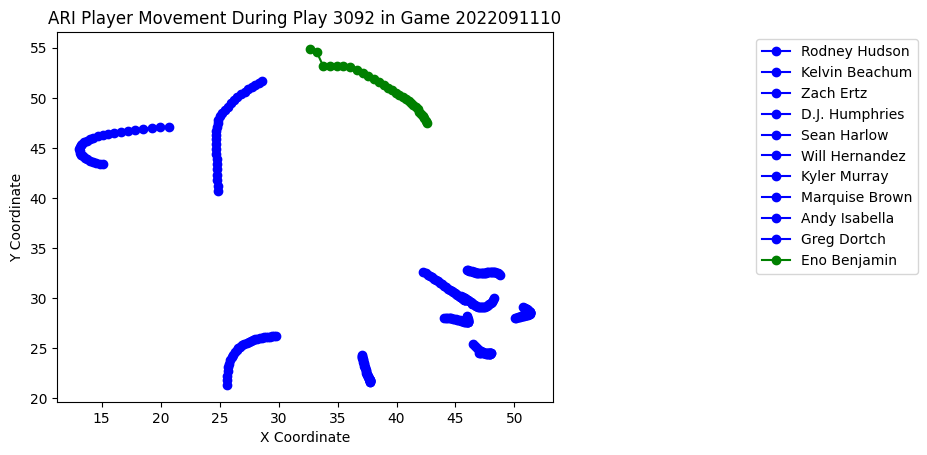 ARI Player Movement During Play 3092 in Game 2022091110
55
50
45
40
35
30
25
20
Y Coordinate
15 20 25 30 35 40 45 50
X Coordinate
Rodney Hudson
Kelvin Beachum
Zach Ertz
D.J. Humphries
Sean Harlow
Will Hernandez
Kyler Murray
Marquise Brown
Andy Isabella
Greg Dortch
Eno Benjamin